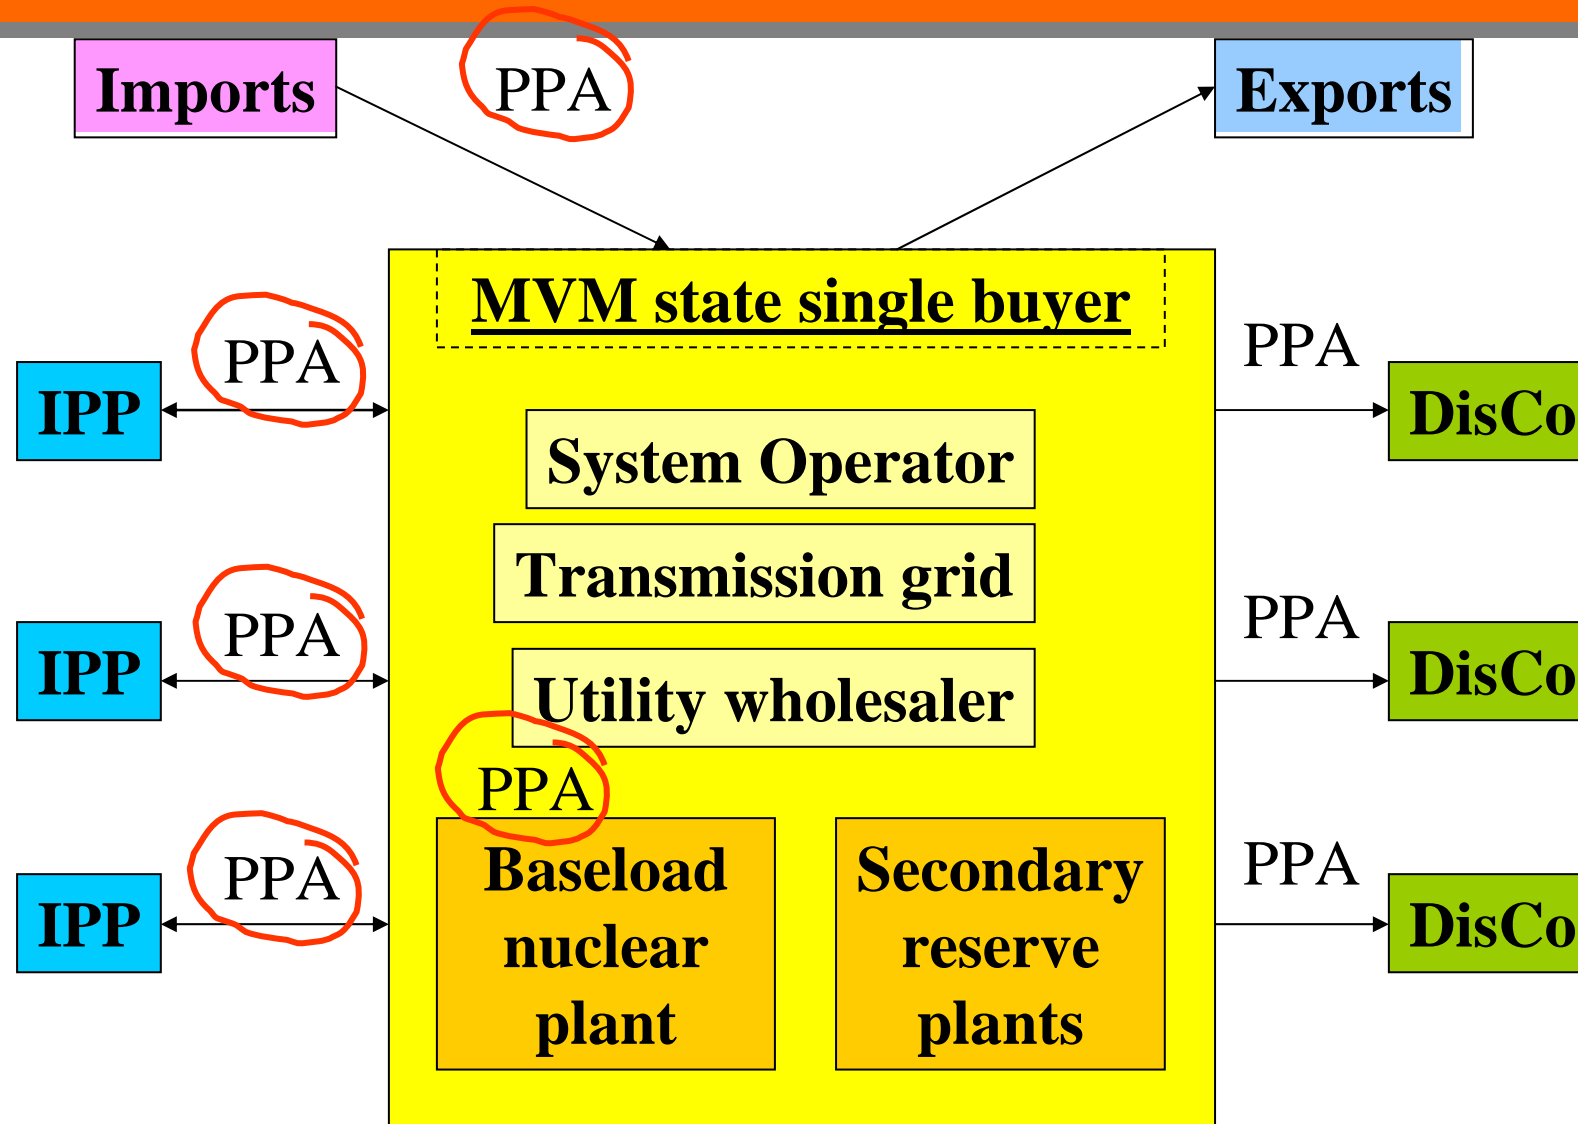 Imports
PPA
Exports
MVM state single buyer
PPA
IPP
PPA
DisCo
System Operator
Transmission grid
PPA
IPP
PPA
DisCo
Utility wholesaler
PPA
PPA
IPP
PPA
DisCo
Baseload
nuclear
plant
Secondary
reserve
plants